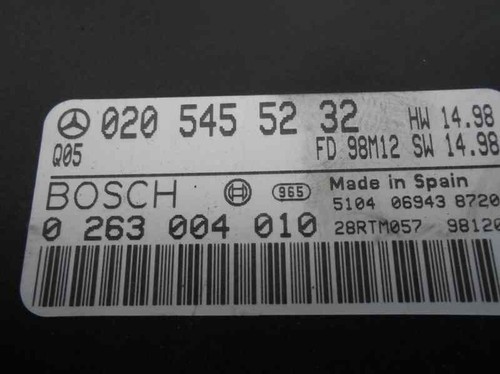 020 545 52 32 HW 14.98
Q05 FD 98M12 SW 14.98
BOSCH 965 Made in Spain
5104 06943 8720
0 263 004 010 28RTM057 98120